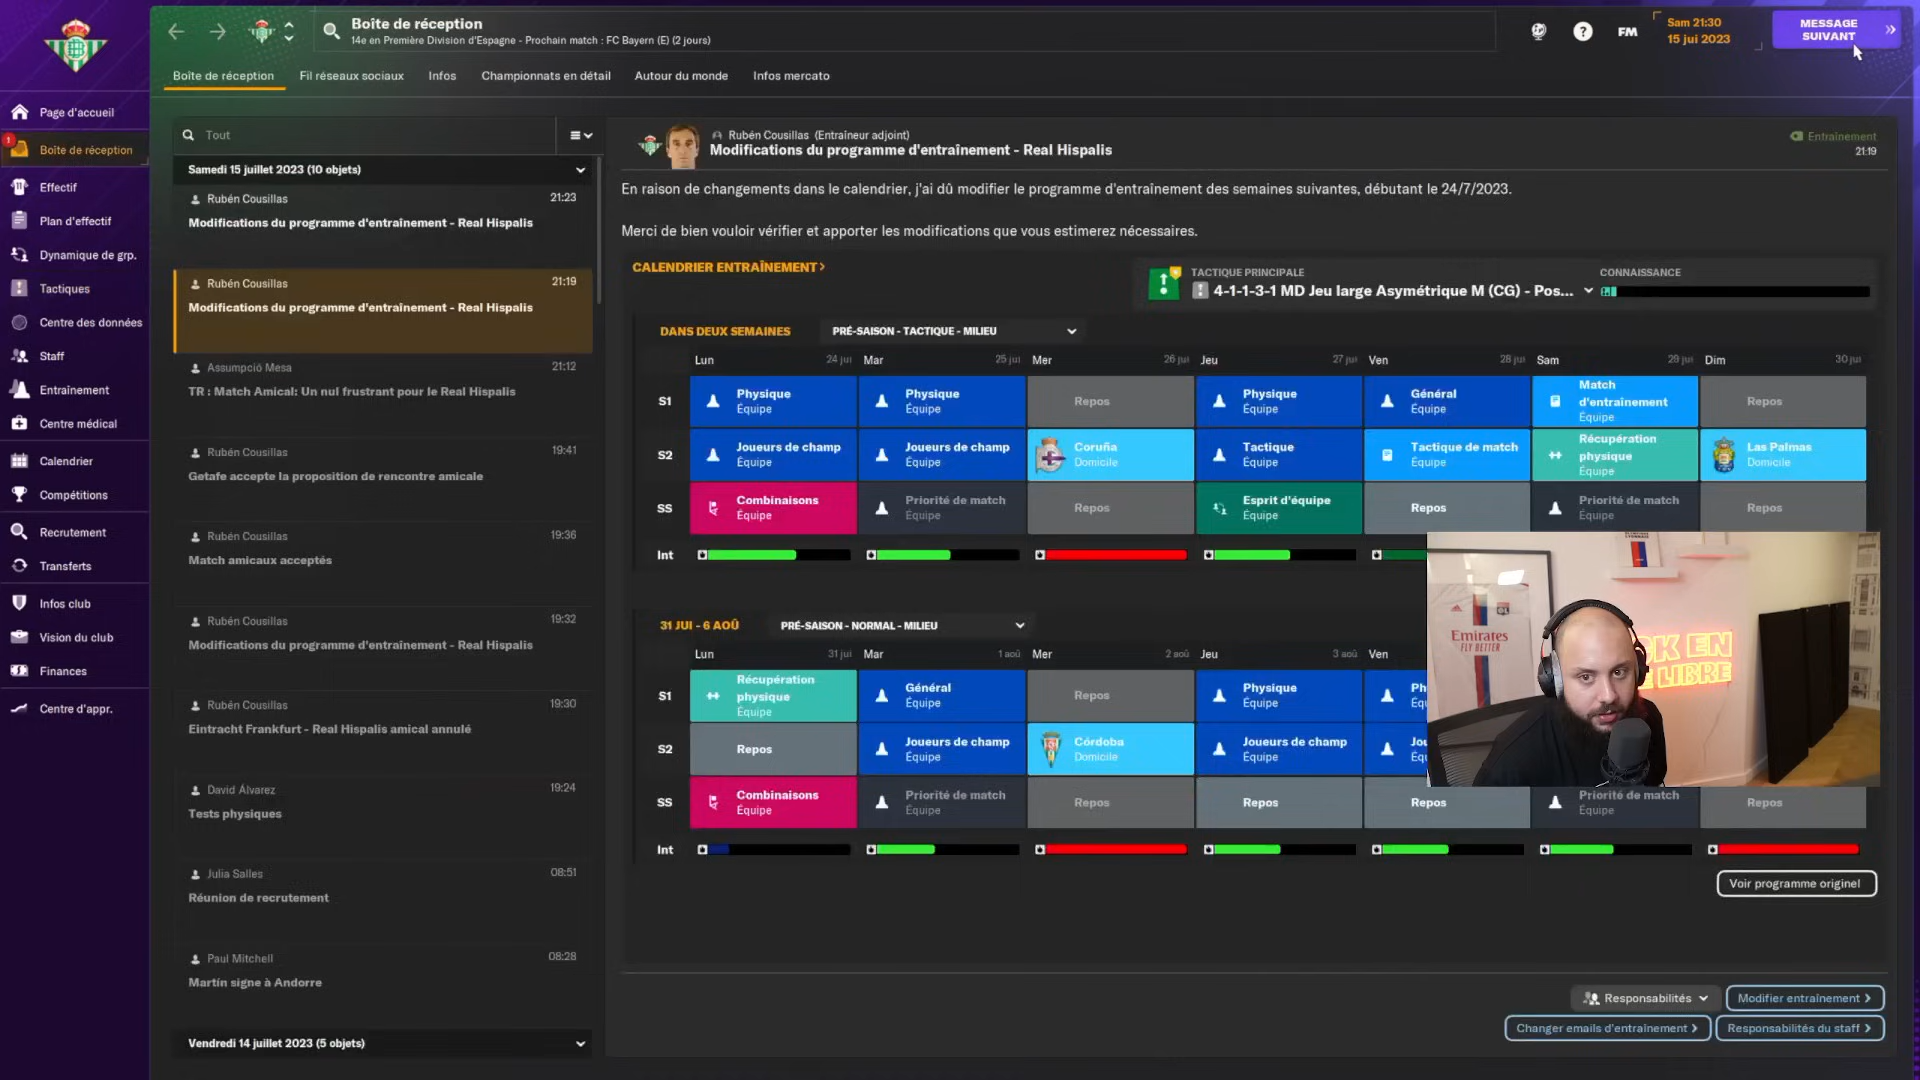 Boîte de réception
14e en Première Division d'Espagne - Prochain match : FC Bayern (E) (2 jours)
FM
Sam 21:30
15 jui 2023
MESSAGE
SUIVANT
Boîte de réception
Fil réseaux sociaux
Infos
Championnats en détail
Autour du monde
Infos mercato
Page d'accueil
1
Boîte de réception
Effectif
Plan d'effectif
Dynamique de grp.
Tactiques
Centre des données
Staff
Entraînement
Centre médical
Calendrier
Compétitions
Recrutement
Transferts
Infos club
Vision du club
Finances
Centre d'appr.
Tout
Samedi 15 juillet 2023 (10 objets)
Rubén Cousillas 21:23
Modifications du programme d'entraînement - Real Hispalis
Rubén Cousillas 21:19
Modifications du programme d'entraînement - Real Hispalis
Assumpció Mesa 21:12
TR : Match Amical: Un nul frustrant pour le Real Hispalis
Rubén Cousillas 19:41
Getafe accepte la proposition de rencontre amicale
Rubén Cousillas 19:36
Match amicaux acceptés
Rubén Cousillas 19:32
Modifications du programme d'entraînement - Real Hispalis
Rubén Cousillas 19:30
Eintracht Frankfurt - Real Hispalis amical annulé
David Álvarez 19:24
Tests physiques
Julia Salles 08:51
Réunion de recrutement
Paul Mitchell 08:28
Martín signe à Andorre
Vendredi 14 juillet 2023 (5 objets)
Rubén Cousillas (Entraîneur adjoint)
Modifications du programme d'entraînement - Real Hispalis
Entraînement
21:19
En raison de changements dans le calendrier, j'ai dû modifier le programme d'entraînement des semaines suivantes, débutant le 24/7/2023.
Merci de bien vouloir vérifier et apporter les modifications que vous estimerez nécessaires.
CALENDRIER ENTRAÎNEMENT
TACTIQUE PRINCIPALE
4-1-1-3-1 MD Jeu large Asymétrique M (CG) - Pos...
CONNAISSANCE
DANS DEUX SEMAINES PRÉ-SAISON - TACTIQUE - MILIEU
Lun 24 jui Mar 25 jui Mer 26 jui Jeu 27 jui Ven 28 jui Sam 29 jui Dim 30 jui
S1
Physique
Équipe
Physique
Équipe
Repos
Physique
Équipe
Général
Équipe
Match
d'entraînement
Équipe
Repos
S2
Joueurs de champ
Équipe
Joueurs de champ
Équipe
Coruña
Domicile
Tactique
Équipe
Tactique de match
Équipe
Récupération
physique
Équipe
Las Palmas
Domicile
SS
Combinaisons
Équipe
Priorité de match
Équipe
Repos
Esprit d'équipe
Équipe
Repos
Priorité de match
Équipe
Repos
Int
31 JUI - 6 AOÛ PRÉ-SAISON - NORMAL - MILIEU
Lun 31 jui Mar 1 aoû Mer 2 aoû Jeu 3 aoû Ven
S1
Récupération
physique
Équipe
Général
Équipe
Repos
Physique
Équipe
Ph
Équ
S2
Repos
Joueurs de champ
Équipe
Córdoba
Domicile
Joueurs de champ
Équipe
Jou
Équ
SS
Combinaisons
Équipe
Priorité de match
Équipe
Repos
Repos
Repos
Priorité de match
Équipe
Repos
Int
Emirates
FLY BETTER
OK EN
LIBRE
Voir programme originel
Responsabilités
Modifier entraînement
Changer emails d'entraînement
Responsabilités du staff